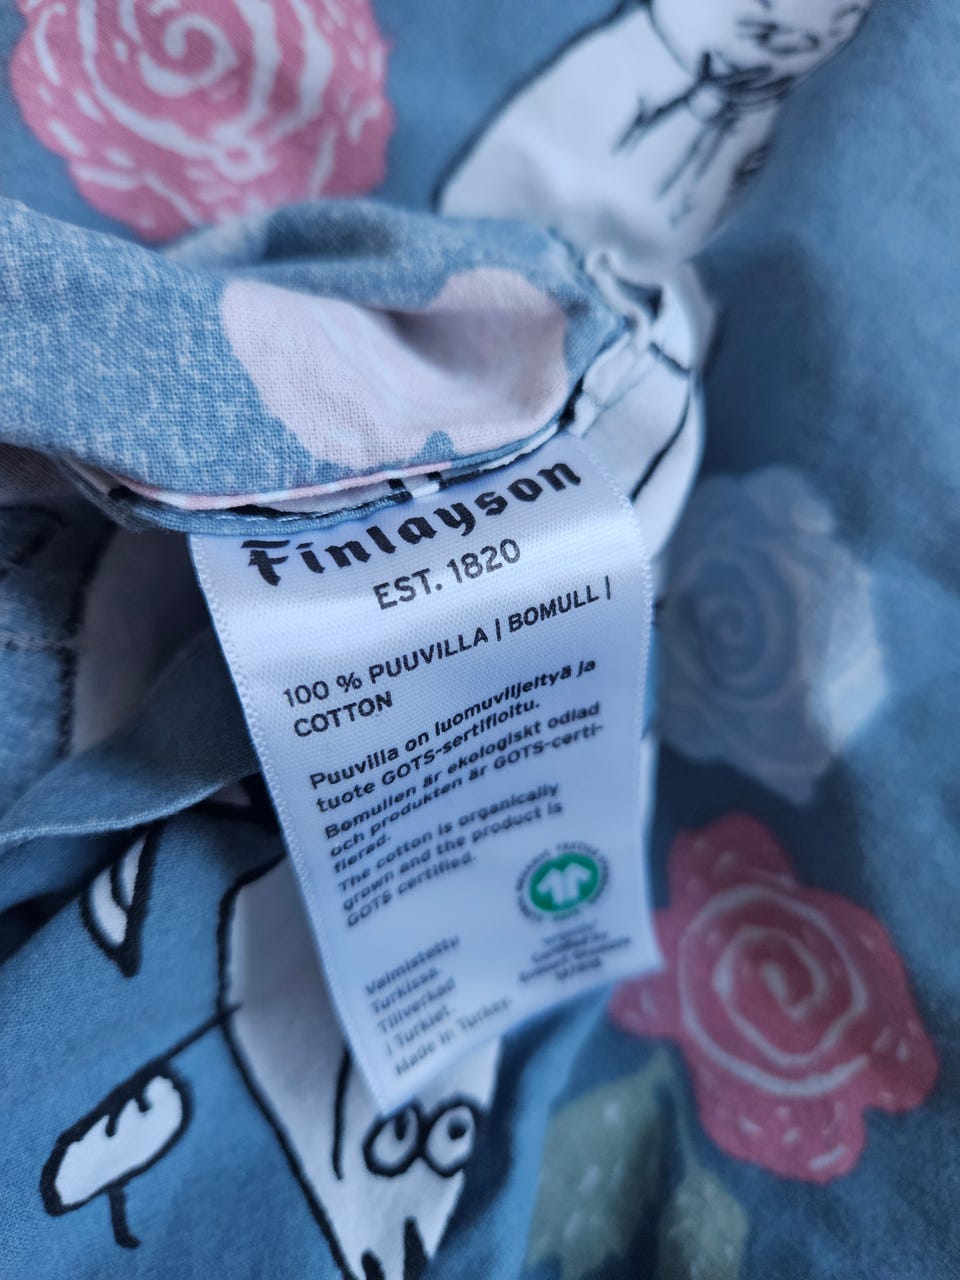 Finlayson
EST. 1820
100 % PUUVILLA | BOMULL |
COTTON
Puuvilla on luomuviljeltyä ja
tuote GOTS-sertifioitu.
Bomullen är ekologiskt odlad
och produkten är GOTS-certi-
fierad.
The cotton is organically
grown and the product is
GOTS certified.
Valmistettu
Turkissa.
Tillverkad
i Turkiet.
Made in Turkey
Certified by